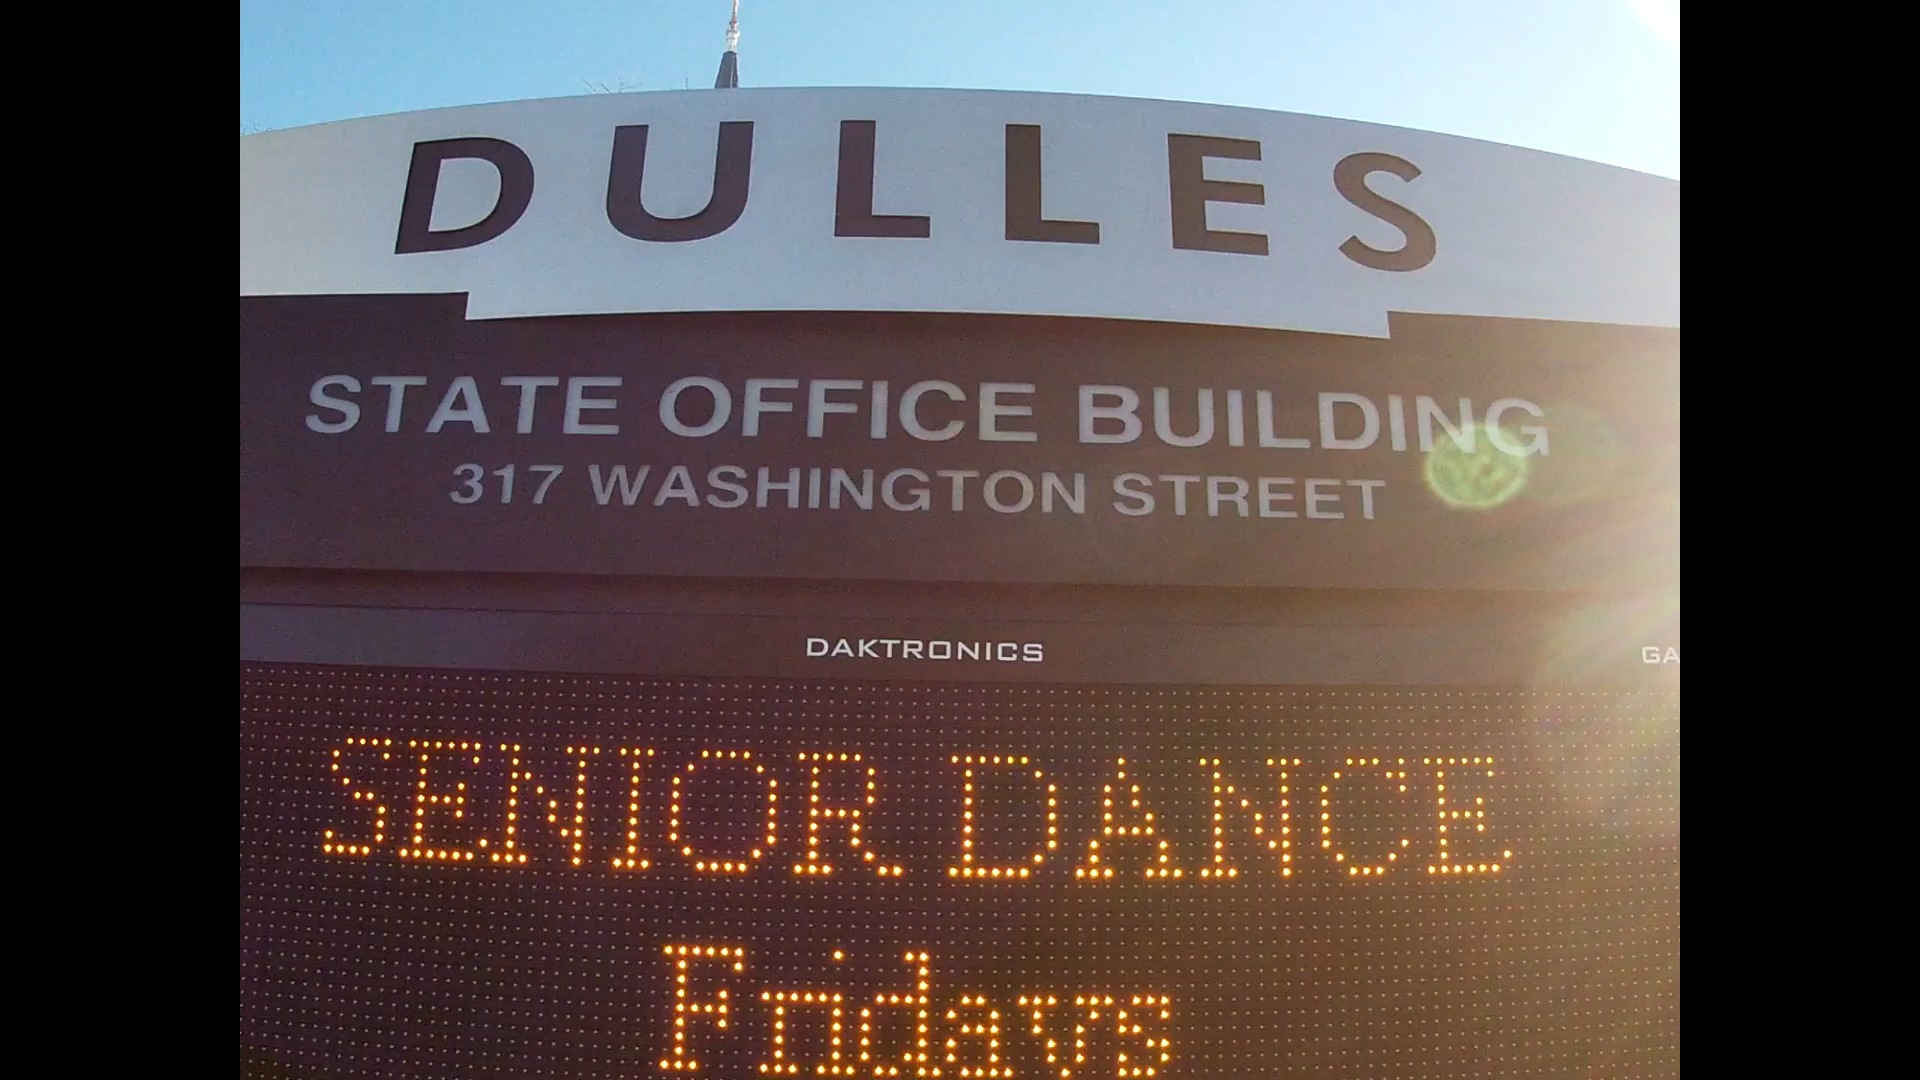 DULLES
STATE OFFICE BUILDING
317 WASHINGTON STREET
DAKTRONICS
SENIOR DANCE
Fridays